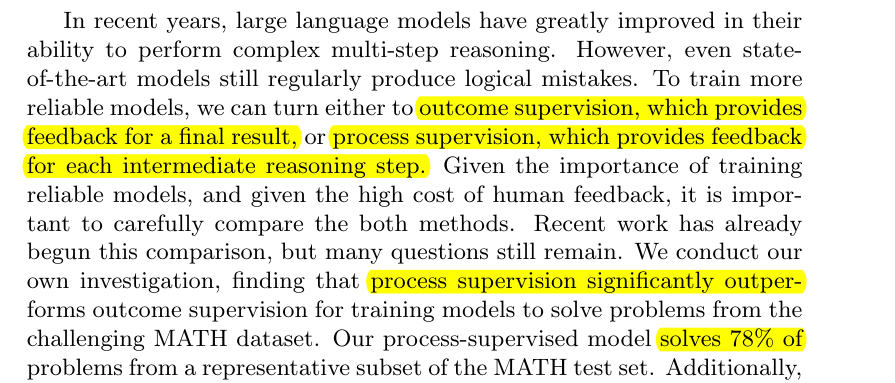 In recent years, large language models have greatly improved in their
ability to perform complex multi-step reasoning. However, even state-
of-the-art models still regularly produce logical mistakes. To train more
reliable models, we can turn either to outcome supervision, which provides
feedback for a final result, or process supervision, which provides feedback
for each intermediate reasoning step. Given the importance of training
reliable models, and given the high cost of human feedback, it is impor-
tant to carefully compare the both methods. Recent work has already
begun this comparison, but many questions still remain. We conduct our
own investigation, finding that process supervision significantly outper-
forms outcome supervision for training models to solve problems from the
challenging MATH dataset. Our process-supervised model solves 78% of
problems from a representative subset of the MATH test set. Additionally,